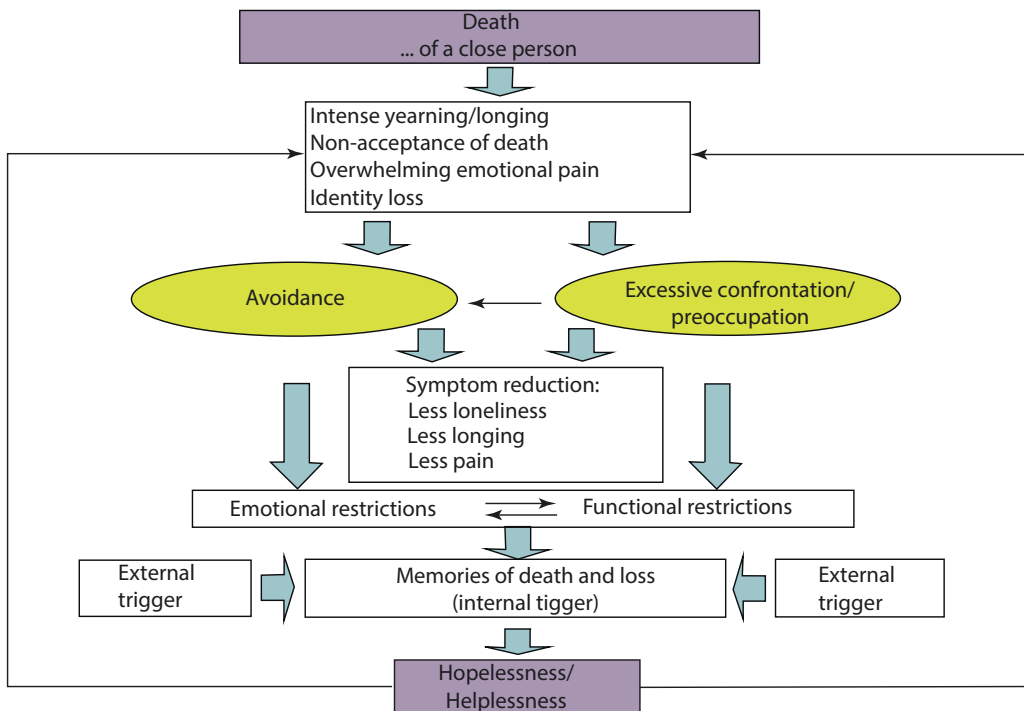 Death
... of a close person
Intense yearning/longing
Non-acceptance of death
Overwhelming emotional pain
Identity loss
Avoidance
Excessive confrontation/
preoccupation
Symptom reduction:
Less loneliness
Less longing
Less pain
Emotional restrictions
Functional restrictions
External
trigger
Memories of death and loss
(internal tigger)
External
trigger
Hopelessness/
Helplessness